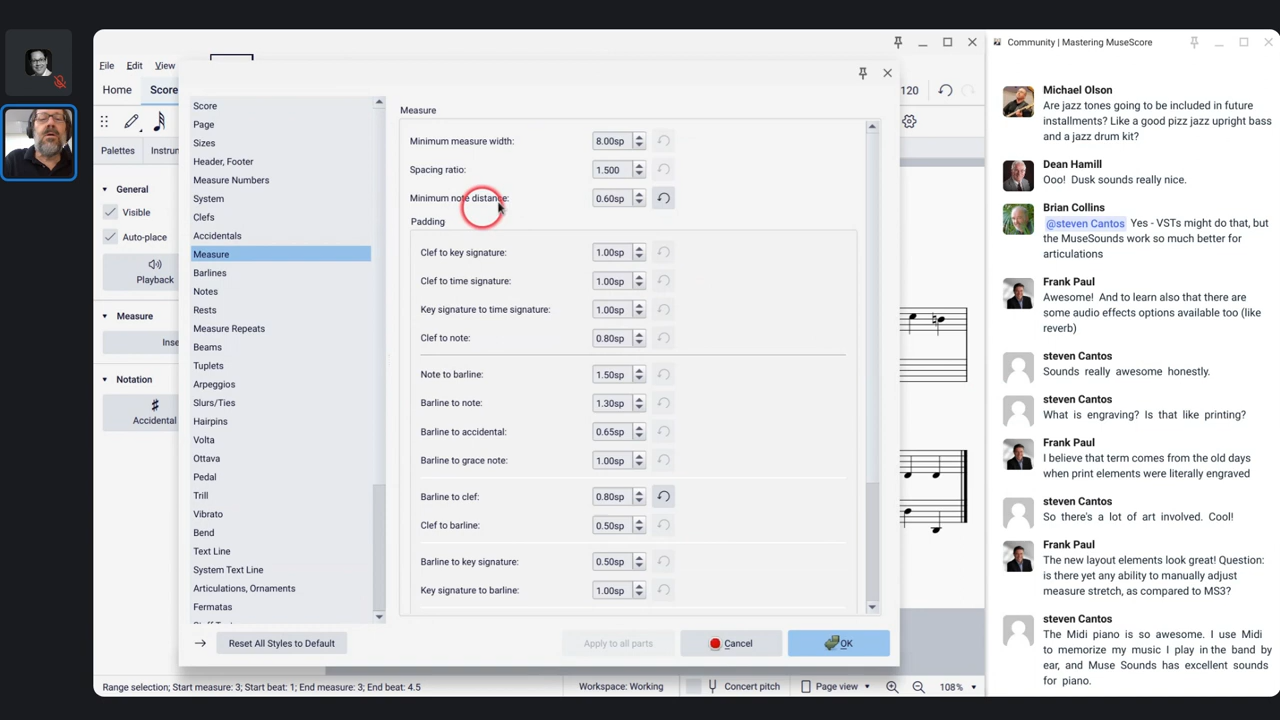 Community | Mastering MuseScore
File Edit View
Home Score
120
Palettes Instrun
General
Visible
Auto-place
Playback
Measure
Inse
Notation
Accidental
Score
Page
Sizes
Header, Footer
Measure Numbers
System
Clefs
Accidentals
Measure
Barlines
Notes
Rests
Measure Repeats
Beams
Tuplets
Arpeggios
Slurs/Ties
Hairpins
Volta
Ottava
Pedal
Trill
Vibrato
Bend
Text Line
System Text Line
Articulations, Ornaments
Fermatas
Measure
Minimum measure width: 8.00sp
Spacing ratio: 1.500
Minimum note distance: 0.60sp
Padding
Clef to key signature: 1.00sp
Clef to time signature: 1.00sp
Key signature to time signature: 1.00sp
Clef to note: 0.80sp
Note to barline: 1.50sp
Barline to note: 1.30sp
Barline to accidental: 0.65sp
Barline to grace note: 1.00sp
Barline to clef: 0.80sp
Clef to barline: 0.50sp
Barline to key signature: 0.50sp
Key signature to barline: 1.00sp
Reset All Styles to Default Apply to all parts Cancel OK
Range selection; Start measure: 3; Start beat: 1; End measure: 3; End beat: 4.5 Workspace: Working Concert pitch Page view 108%
Michael Olson
Are jazz tones going to be included in future
installments? Like a good pizz jazz upright bass
and a jazz drum kit?
Dean Hamill
Ooo! Dusk sounds really nice.
Brian Collins
@steven Cantos Yes - VSTs might do that, but
the MuseSounds work so much better for
articulations
Frank Paul
Awesome! And to learn also that there are
some audio effects options available too (like
reverb)
steven Cantos
Sounds really awesome honestly.
steven Cantos
What is engraving? Is that like printing?
Frank Paul
I believe that term comes from the old days
when print elements were literally engraved
steven Cantos
So there's a lot of art involved. Cool!
Frank Paul
The new layout elements look great! Question:
is there yet any ability to manually adjust
measure stretch, as compared to MS3?
steven Cantos
The Midi piano is so awesome. I use Midi
to memorize my music I play in the band by
ear, and Muse Sounds has excellent sounds
for piano.